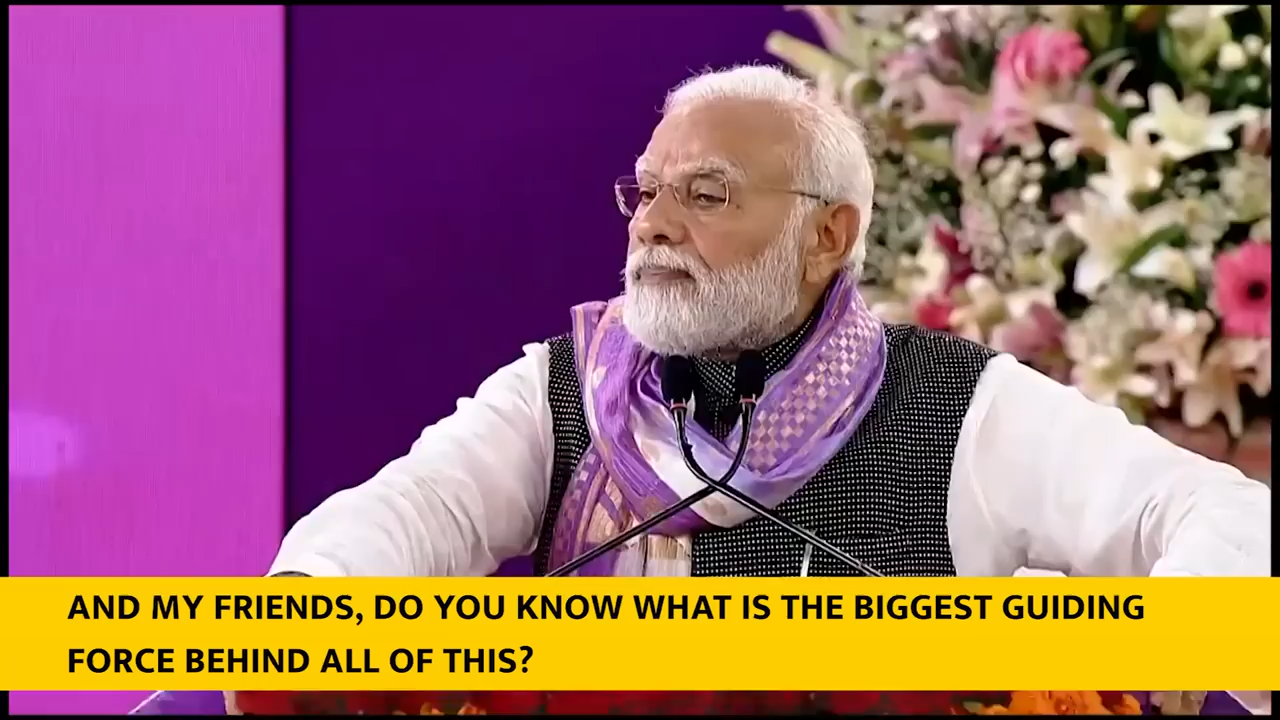 AND MY FRIENDS, DO YOU KNOW WHAT IS THE BIGGEST GUIDING
FORCE BEHIND ALL OF THIS?